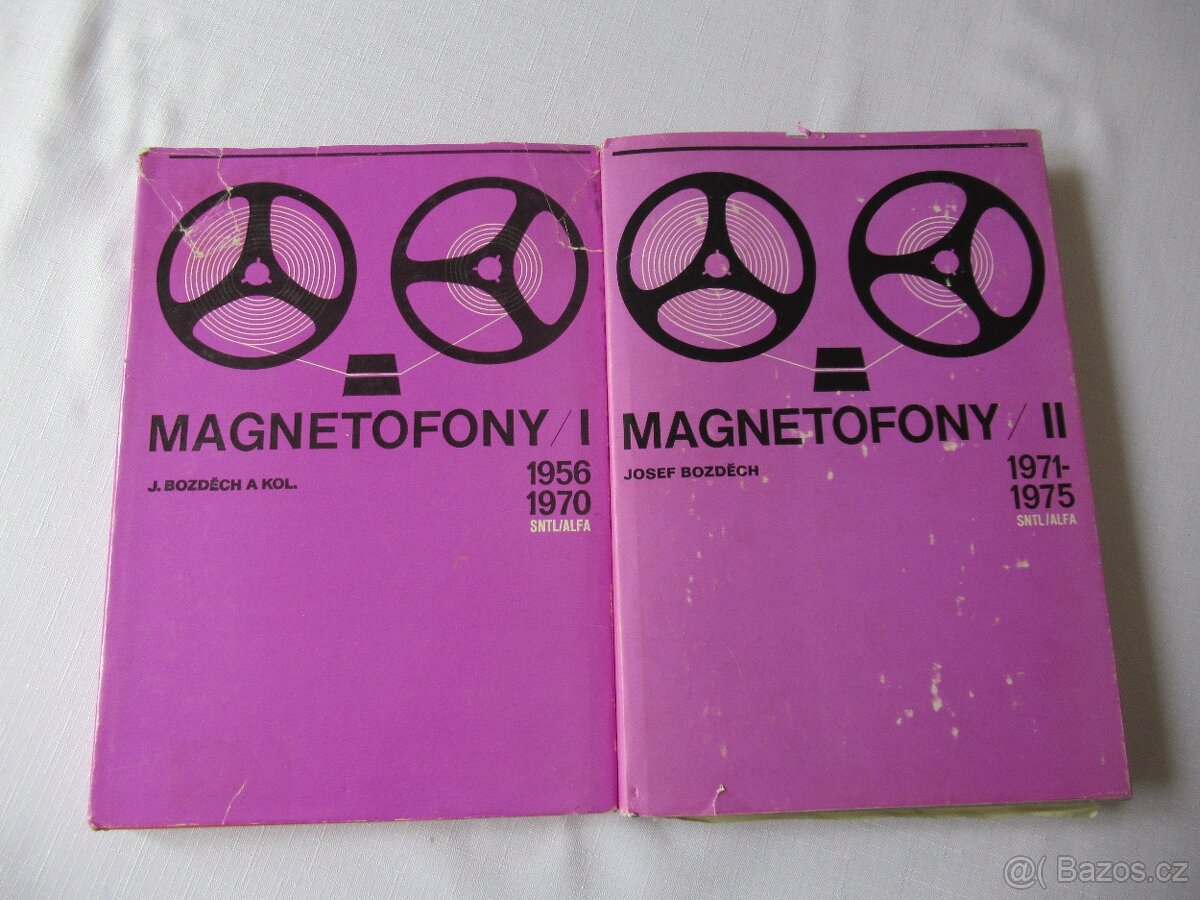 MAGNETOFONY/I
J. BOZDĚCH A KOL.
1956
1970
SNTL/ALFA
MAGNETOFONY/II
JOSEF BOZDĚCH
1971-
1975
SNTL/ALFA
@( Bazos.cz